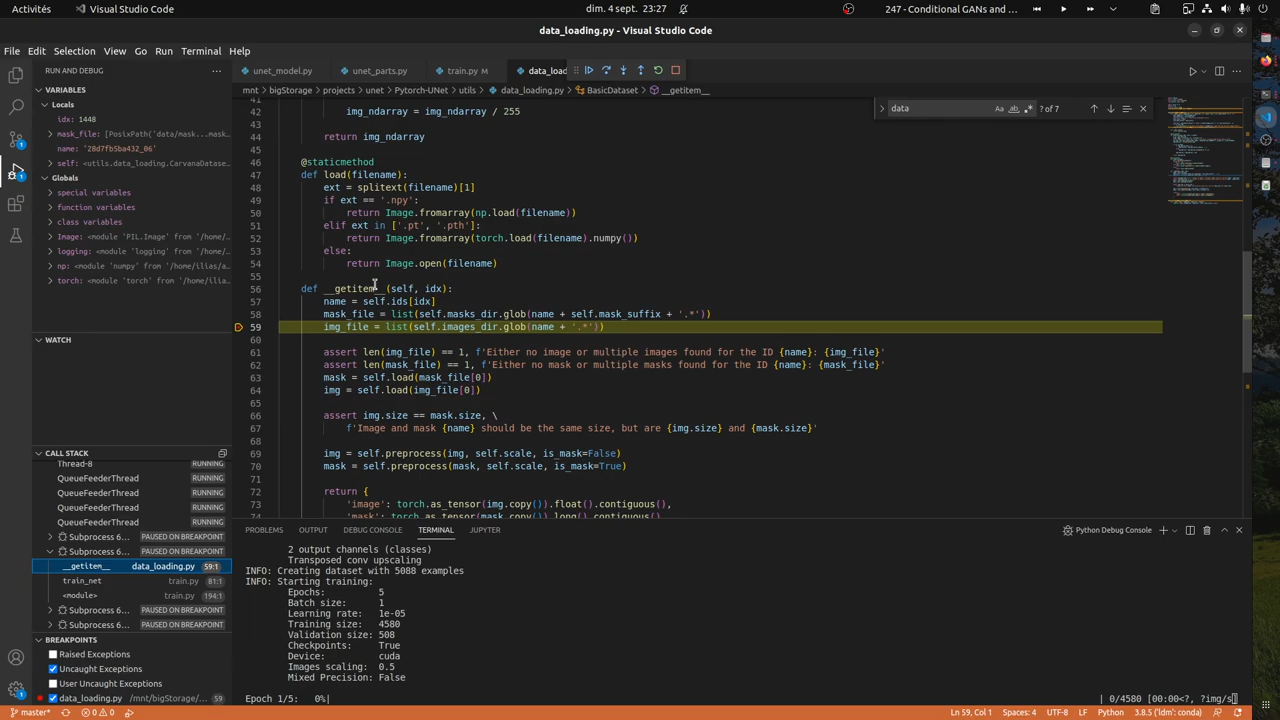 Activités
Visual Studio Code
dim. 4 sept. 23:27
247 - Conditional GANs and ...
data_loading.py - Visual Studio Code
File Edit Selection View Go Run Terminal Help
RUN AND DEBUG
unet_model.py
unet_parts.py
train.py M
data_load
mnt > bigStorage > projects > unet > Pytorch-UNet > utils > data_loading.py > BasicDataset > __getitem__
data
? of 7
VARIABLES
Locals
idx: 1448
mask_file: [PosixPath('data/mask...mask...
name: '28d7fb5ba432_06'
self: <utils.data_loading.CarvanaDatase...
Globals
special variables
function variables
class variables
Image: <module 'PIL.Image' from '/home/...
logging: <module 'logging' from '/home/i...
np: <module 'numpy' from '/home/ilias/a...
torch: <module 'torch' from '/home/ilia...
WATCH
CALL STACK
Thread-8 RUNNING
QueueFeederThread RUNNING
QueueFeederThread RUNNING
QueueFeederThread RUNNING
QueueFeederThread RUNNING
Subprocess 6... PAUSED ON BREAKPOINT
Subprocess 6... PAUSED ON BREAKPOINT
__getitem__ data_loading.py 59:1
train_net train.py 81:1
<module> train.py 194:1
Subprocess 6... PAUSED ON BREAKPOINT
Subprocess 6... PAUSED ON BREAKPOINT
BREAKPOINTS
Raised Exceptions
Uncaught Exceptions
User Uncaught Exceptions
data_loading.py /mnt/bigStorage/... 59
41
42 img_ndarray = img_ndarray / 255
43
44 return img_ndarray
45
46 @staticmethod
47 def load(filename):
48 ext = splitext(filename)[1]
49 if ext == '.npy':
50 return Image.fromarray(np.load(filename))
51 elif ext in ['.pt', '.pth']:
52 return Image.fromarray(torch.load(filename).numpy())
53 else:
54 return Image.open(filename)
55
56 def __getitem__(self, idx):
57 name = self.ids[idx]
58 mask_file = list(self.masks_dir.glob(name + self.mask_suffix + '.*'))
59 img_file = list(self.images_dir.glob(name + '.*'))
60
61 assert len(img_file) == 1, f'Either no image or multiple images found for the ID {name}: {img_file}'
62 assert len(mask_file) == 1, f'Either no mask or multiple masks found for the ID {name}: {mask_file}'
63 mask = self.load(mask_file[0])
64 img = self.load(img_file[0])
65
66 assert img.size == mask.size, \
67 f'Image and mask {name} should be the same size, but are {img.size} and {mask.size}'
68
69 img = self.preprocess(img, self.scale, is_mask=False)
70 mask = self.preprocess(mask, self.scale, is_mask=True)
71
72 return {
73 'image': torch.as_tensor(img.copy()).float().contiguous(),
74 'mask': torch.as_tensor(mask.copy()).long().contiguous()
PROBLEMS OUTPUT DEBUG CONSOLE TERMINAL JUPYTER
Python Debug Console
2 output channels (classes)
Transposed conv upscaling
INFO: Creating dataset with 5088 examples
INFO: Starting training:
Epochs: 5
Batch size: 1
Learning rate: 1e-05
Training size: 4580
Validation size: 508
Checkpoints: True
Device: cuda
Images scaling: 0.5
Mixed Precision: False
Epoch 1/5: 0%| | 0/4580 [00:00<?, ?img/s]
master* 0 0 Ln 59, Col 1 Spaces: 4 UTF-8 LF Python 3.8.5 ('ldm': conda)